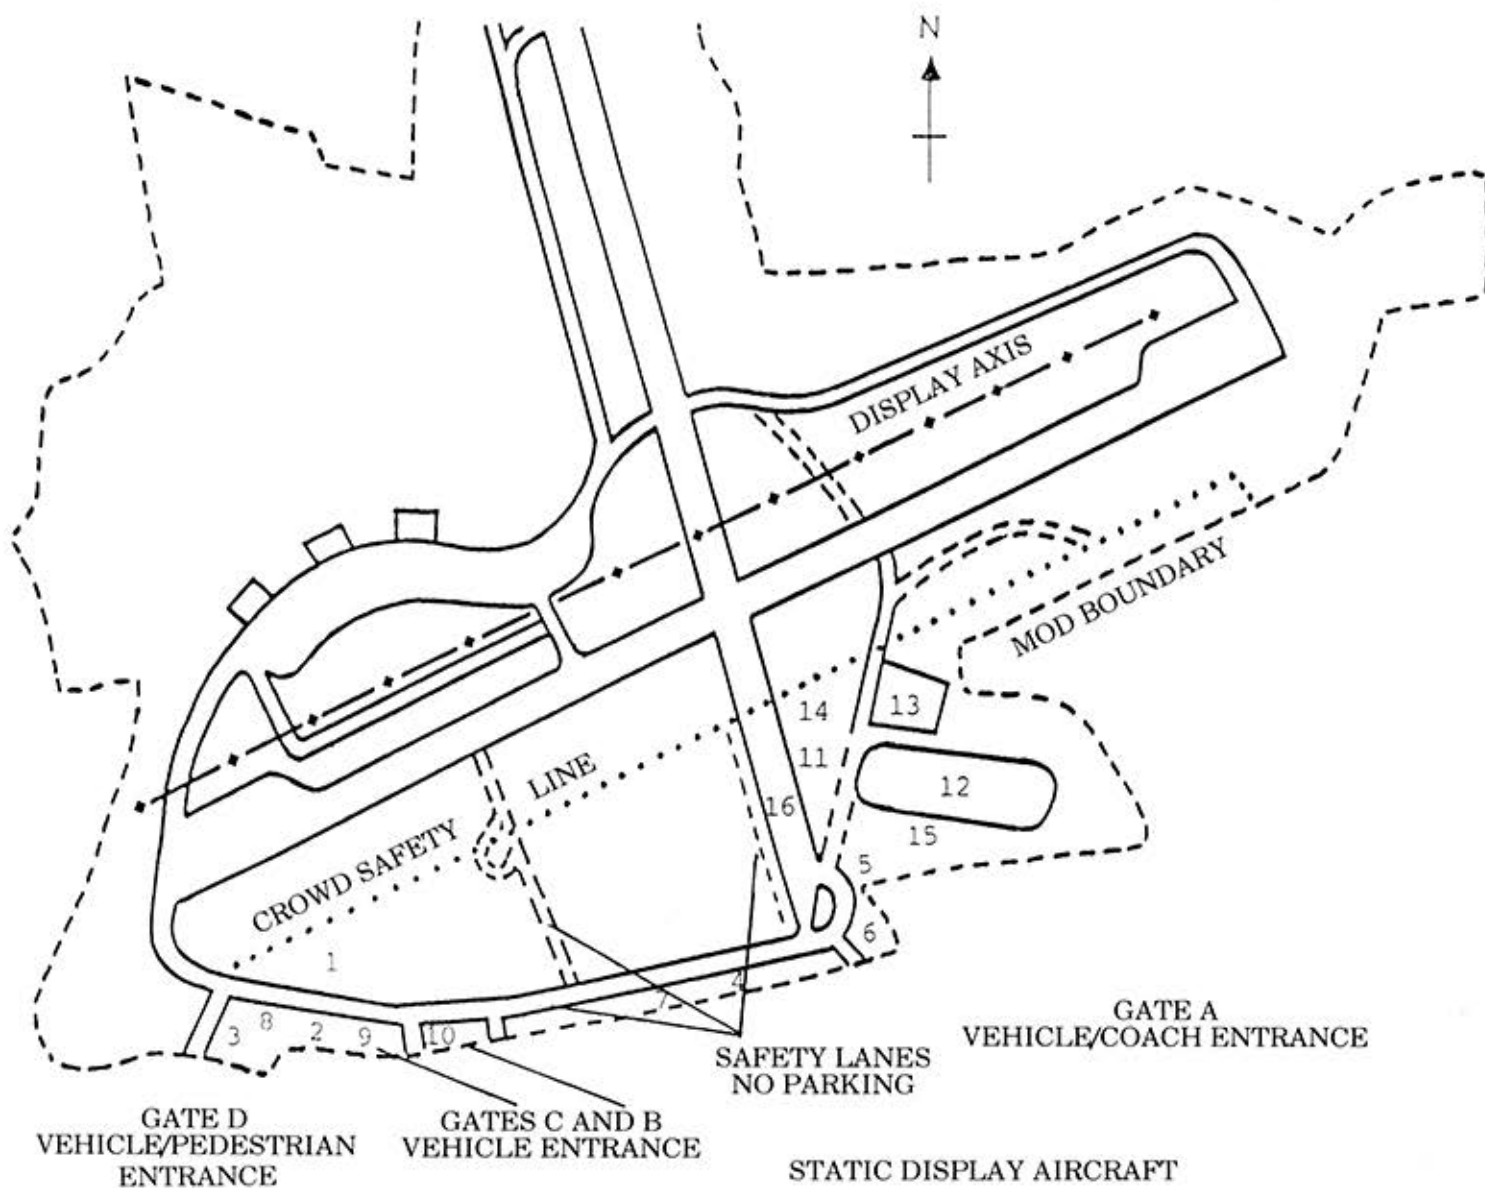 N
DISPLAY AXIS
MOD BOUNDARY
14
13
LINE
11
12
16
15
CROWD SAFETY
5
6
1
4
7
3
8
2
9
10
GATE A
VEHICLE/COACH ENTRANCE
SAFETY LANES
NO PARKING
GATE D
VEHICLE/PEDESTRIAN
ENTRANCE
GATES C AND B
VEHICLE ENTRANCE
STATIC DISPLAY AIRCRAFT